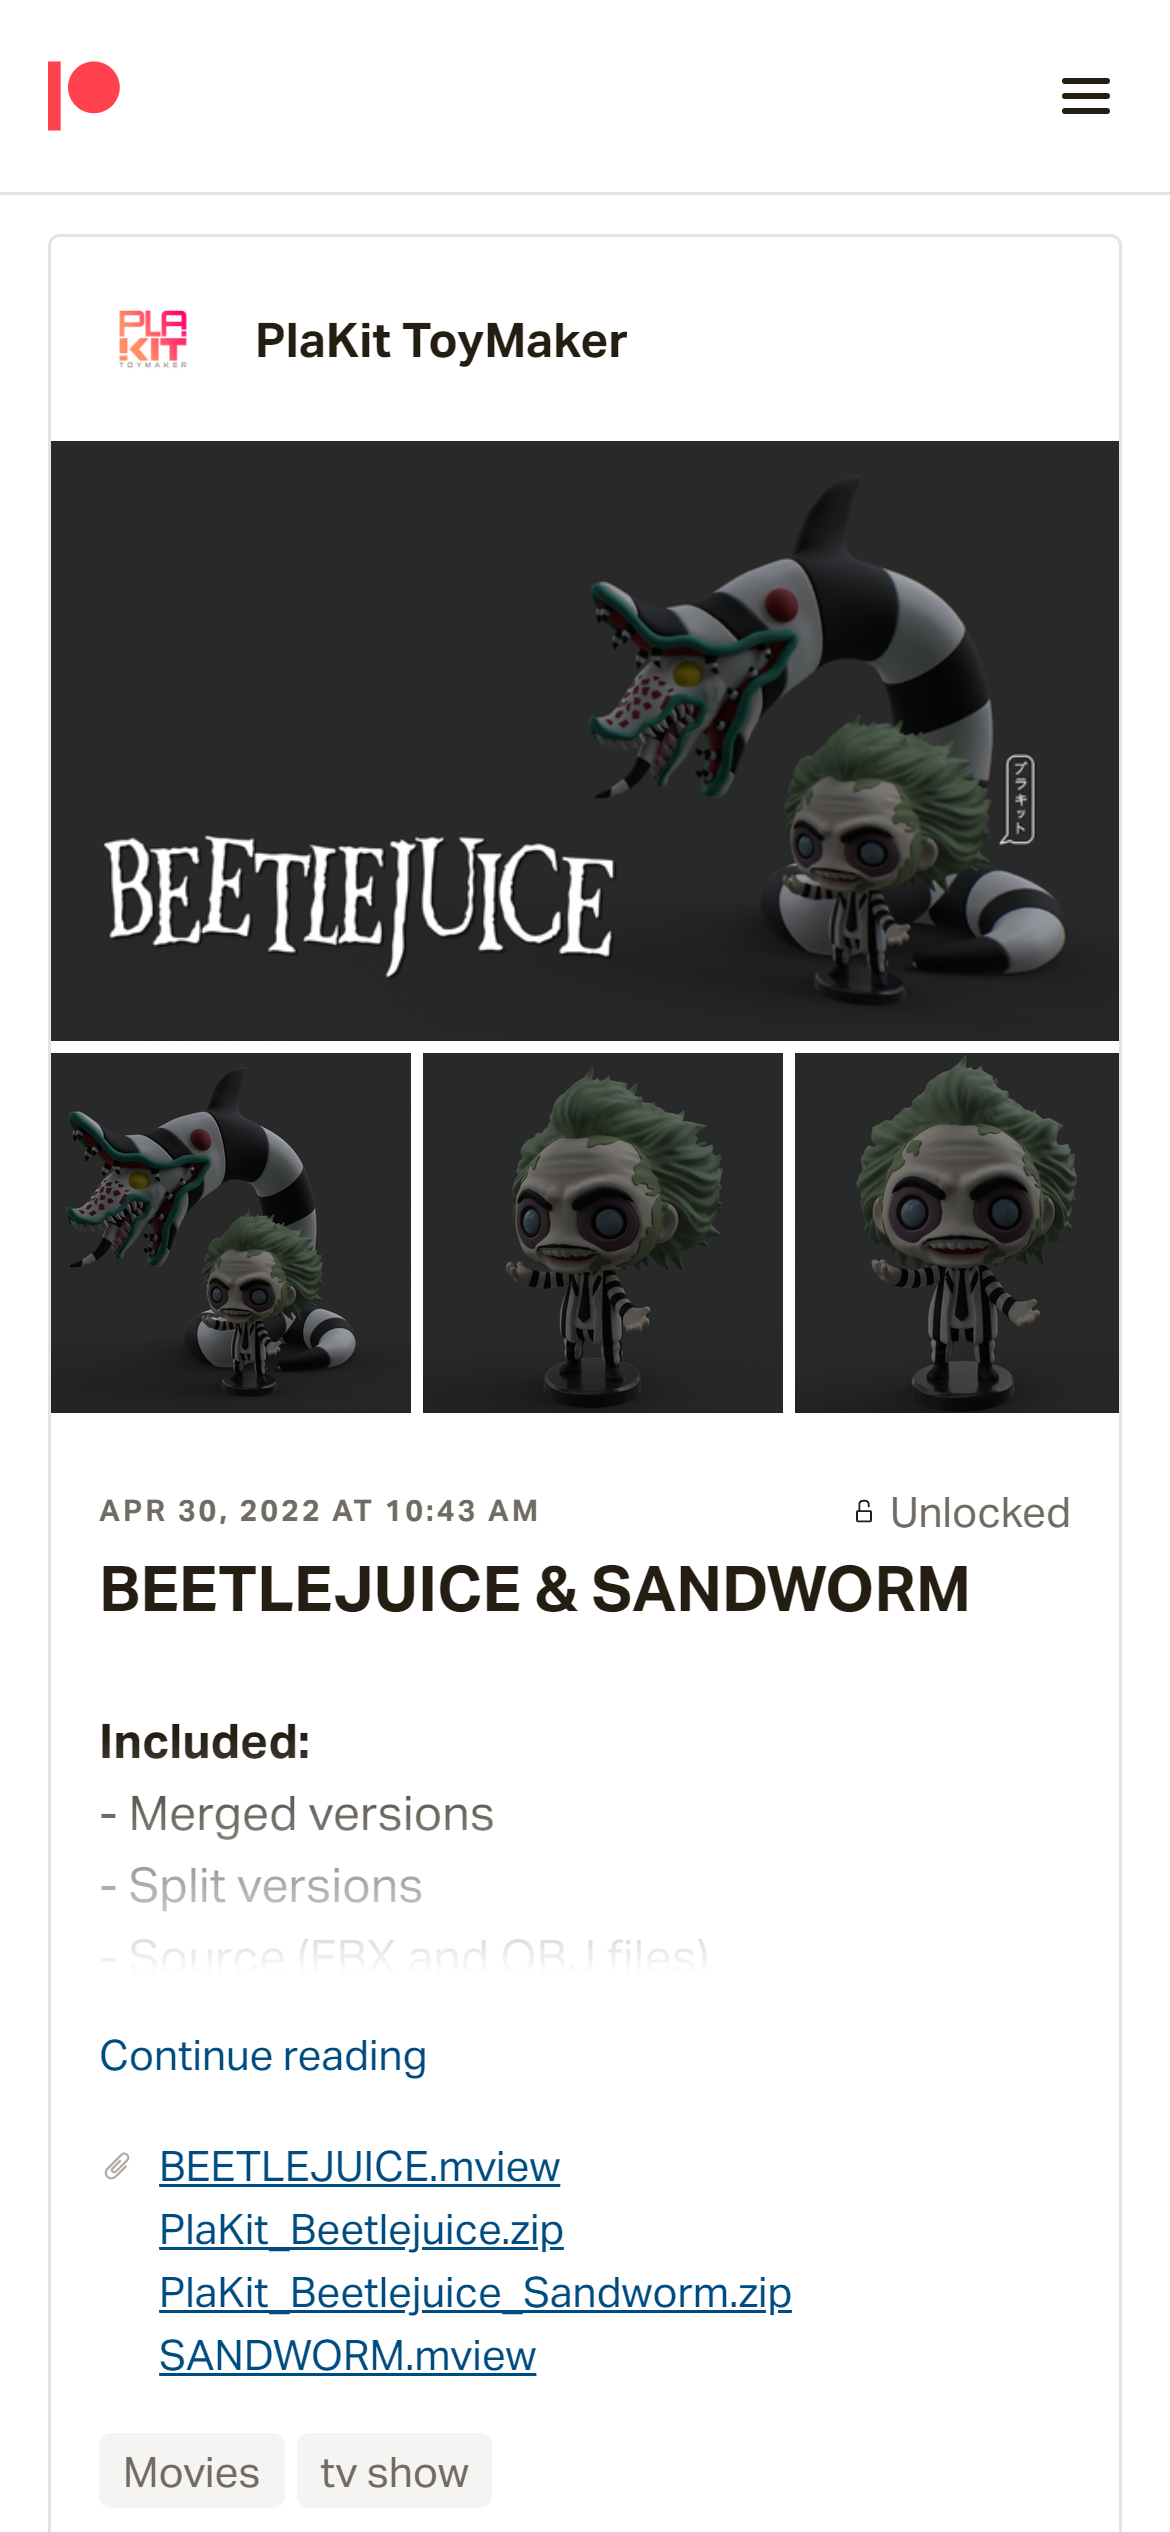 PLA
KIT
TOYMAKER
PlaKit ToyMaker
プラキット
BEETLEJUICE
APR 30, 2022 AT 10:43 AM
Unlocked
BEETLEJUICE & SANDWORM
Included:
- Merged versions
- Split versions
- Source (FBX and OBJ files)
Continue reading
BEETLEJUICE.mview
PlaKit_Beetlejuice.zip
PlaKit_Beetlejuice_Sandworm.zip
SANDWORM.mview
Movies
tv show